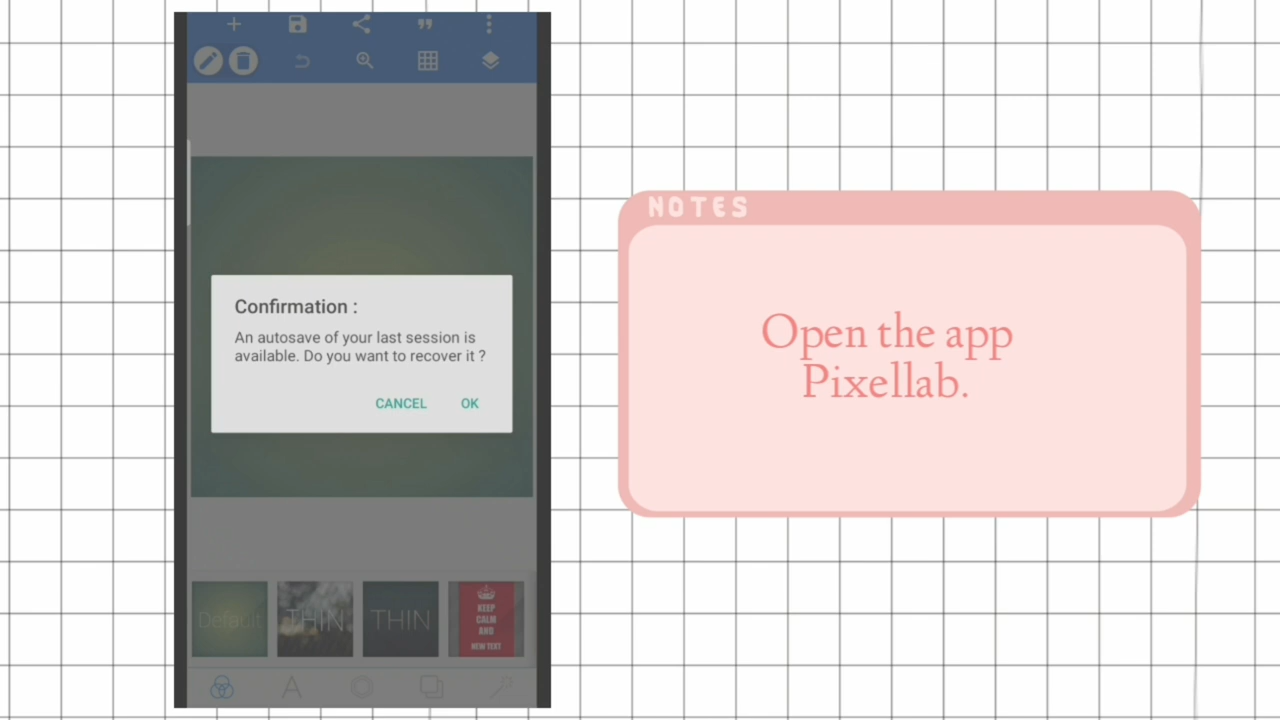 Confirmation :
An autosave of your last session is
available. Do you want to recover it ?
CANCEL OK
Default
THIN
THIN
KEEP
CALM
AND
NEW TEXT
A
NOTES
Open the app
Pixellab.